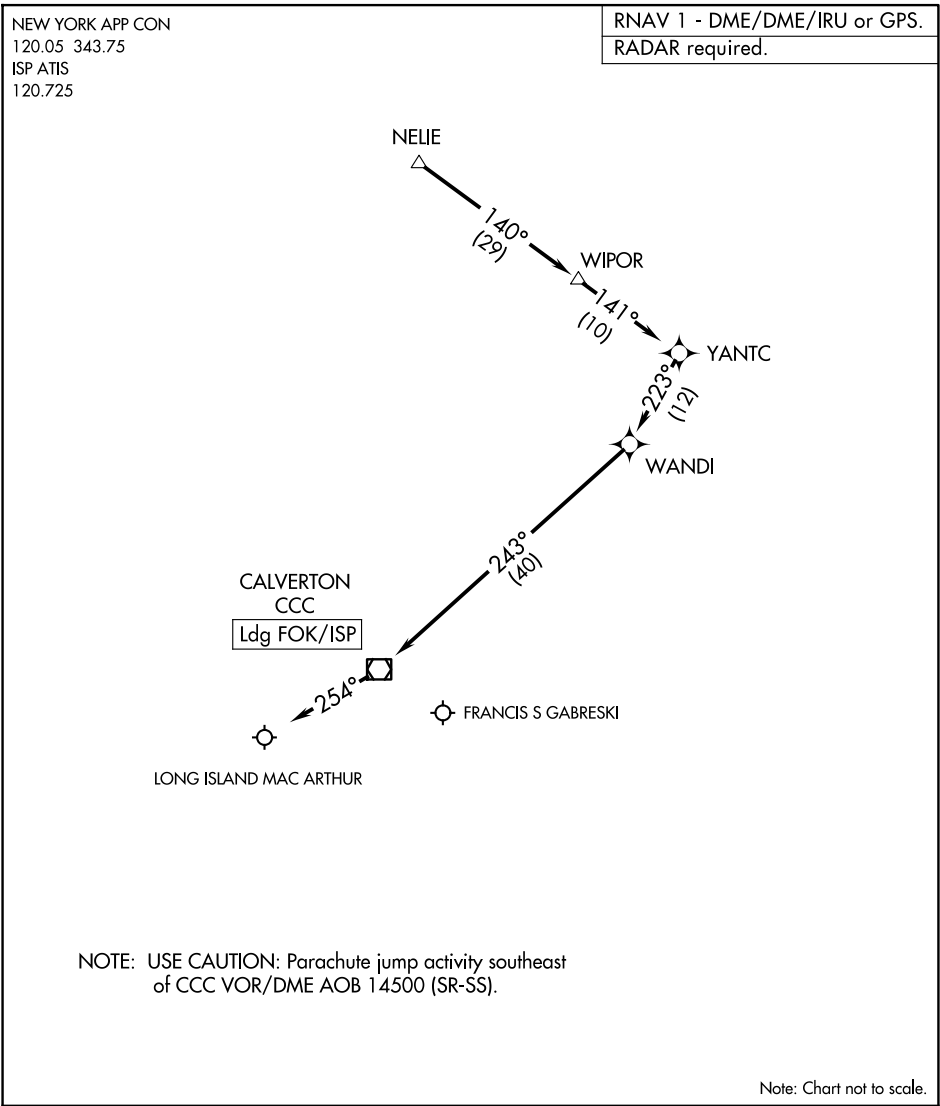 NEW YORK APP CON
120.05 343.75
ISP ATIS
120.725
RNAV 1 - DME/DME/IRU or GPS.
RADAR required.
NELIE
140°
(29)
WIPOR
141°
(10)
YANTC
223°
(12)
WANDI
243°
(40)
CALVERTON
CCC
Ldg FOK/ISP
254°
FRANCIS S GABRESKI
LONG ISLAND MAC ARTHUR
NOTE: USE CAUTION: Parachute jump activity southeast
of CCC VOR/DME AOB 14500 (SR-SS).
Note: Chart not to scale.